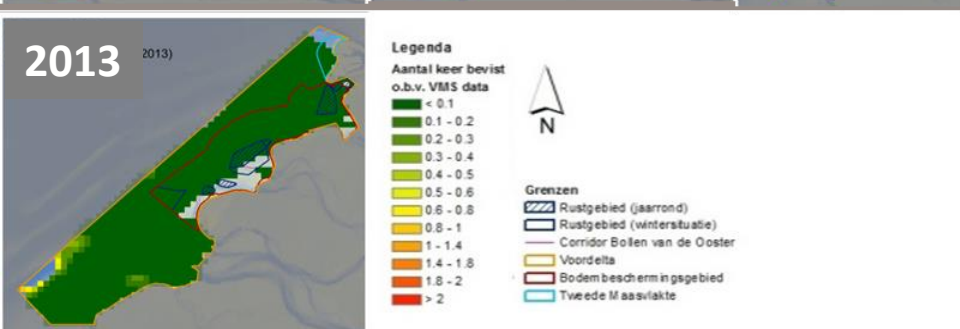 2013
2013)
Legenda
Aantal keer bevist
o.b.v. VMS data
< 0.1
0.1 - 0.2
0.2 - 0.3
0.3 - 0.4
0.4 - 0.5
0.5 - 0.6
0.6 - 0.8
0.8 - 1
1 - 1.4
1.4 - 1.8
1.8 - 2
> 2
N
Grenzen
Rustgebied (jaarrond)
Rustgebied (wintersituatie)
Corridor Bollen van de Ooster
Voordelta
Bodembeschermingsgebied
Tweede Maasvlakte